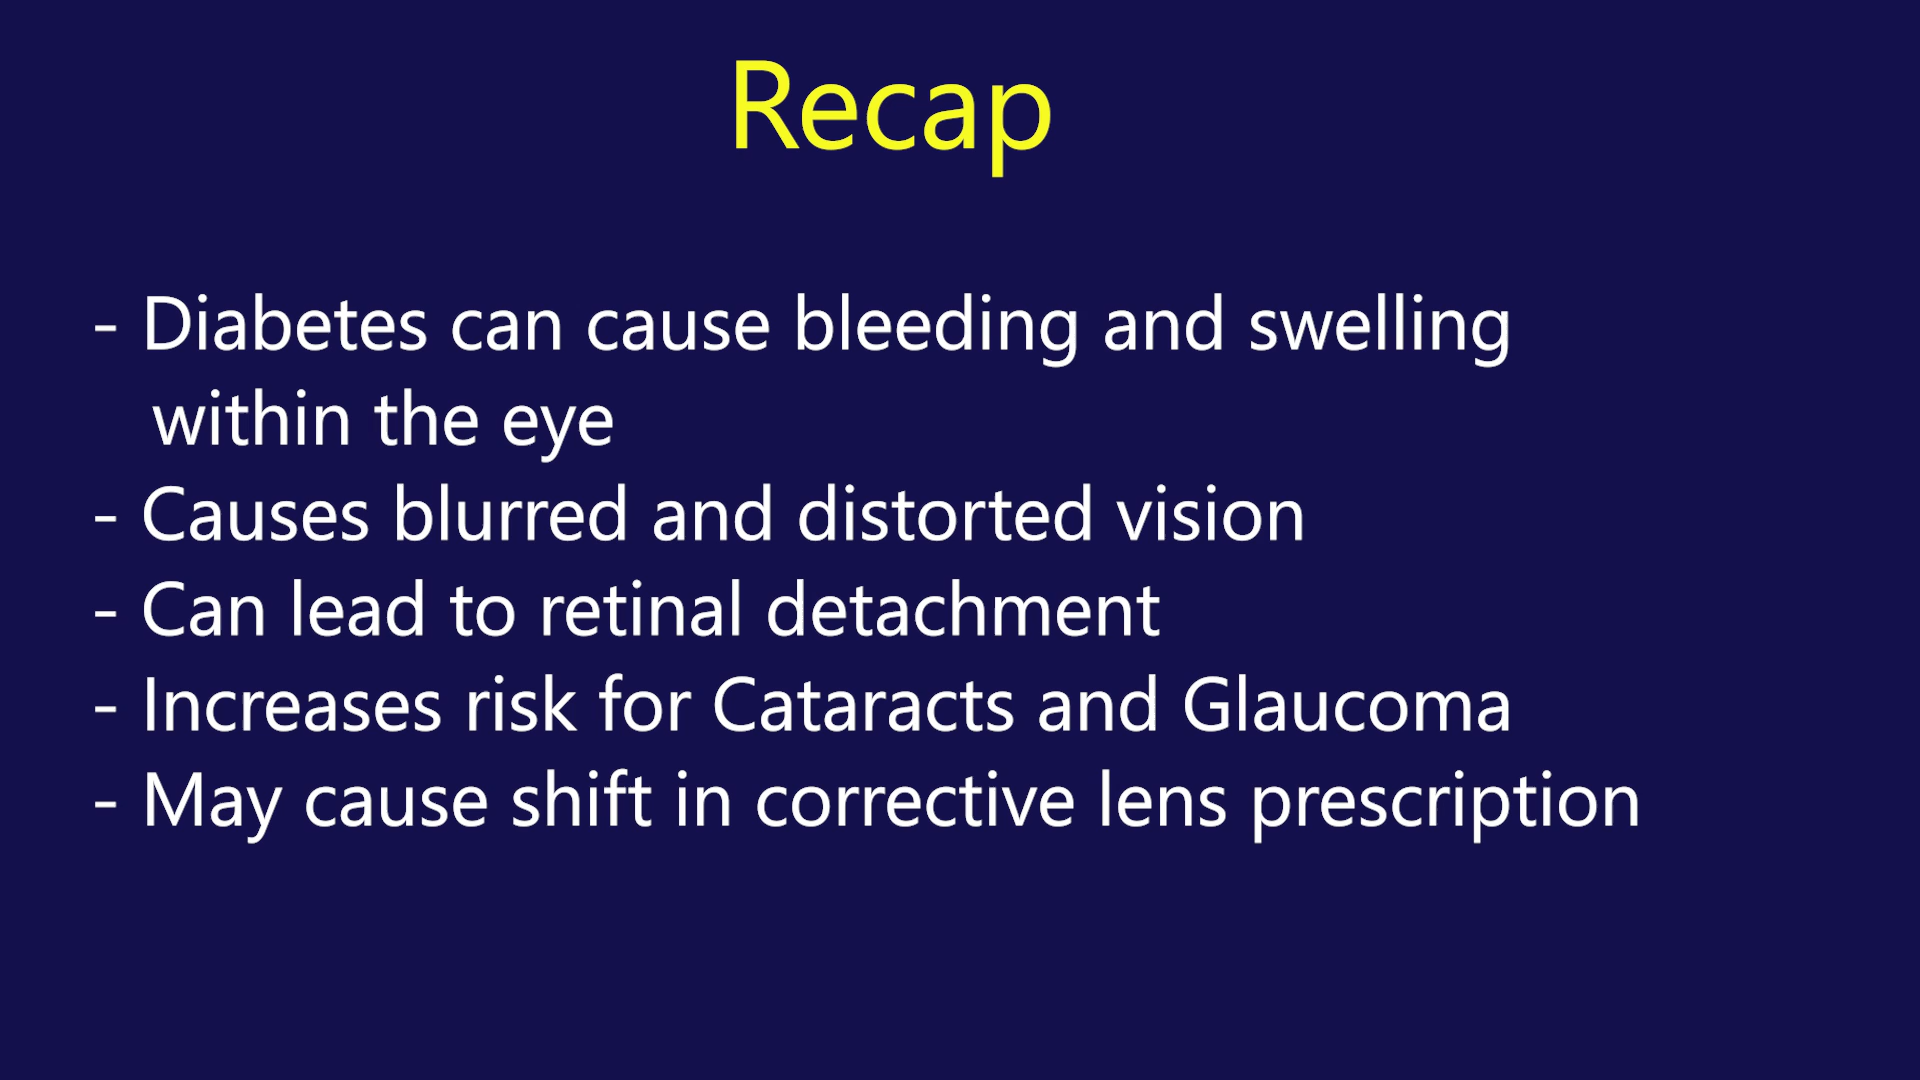 Recap
- Diabetes can cause bleeding and swelling
within the eye
- Causes blurred and distorted vision
- Can lead to retinal detachment
- Increases risk for Cataracts and Glaucoma
- May cause shift in corrective lens prescription